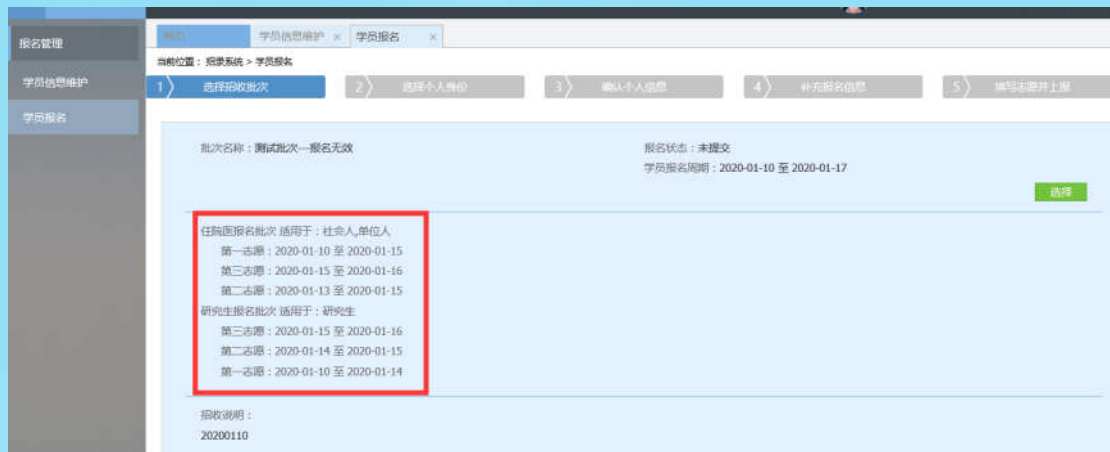 报名管理
学员信息维护
学员报名
学员信息维护 × 学员报名 ×
当前位置：招录系统 > 学员报名
1 选择招收批次 2 选择个人身份 3 确认个人信息 4 补充报名信息 5 填写志愿并上报
批次名称：测试批次---报名无效 报名状态：未提交
学员报名周期：2020-01-10 至 2020-01-17
选择
住院医报名批次 适用于：社会人,单位人
第一志愿：2020-01-10 至 2020-01-15
第三志愿：2020-01-15 至 2020-01-16
第二志愿：2020-01-13 至 2020-01-15
研究生报名批次 适用于：研究生
第三志愿：2020-01-15 至 2020-01-16
第二志愿：2020-01-14 至 2020-01-15
第一志愿：2020-01-10 至 2020-01-14
招收说明：
20200110